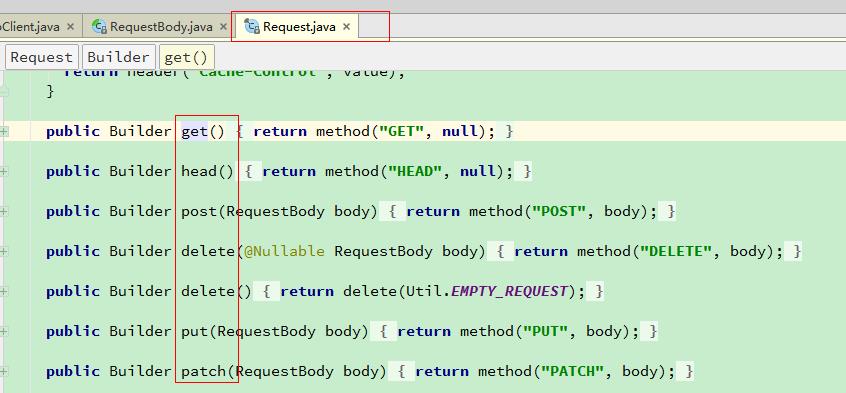 oClient.java × RequestBody.java × Request.java ×
Request Builder get()
return header("Cache-Control", value);
}
public Builder get() { return method("GET", null); }
public Builder head() { return method("HEAD", null); }
public Builder post(RequestBody body) { return method("POST", body); }
public Builder delete(@Nullable RequestBody body) { return method("DELETE", body); }
public Builder delete() { return delete(Util.EMPTY_REQUEST); }
public Builder put(RequestBody body) { return method("PUT", body); }
public Builder patch(RequestBody body) { return method("PATCH", body); }